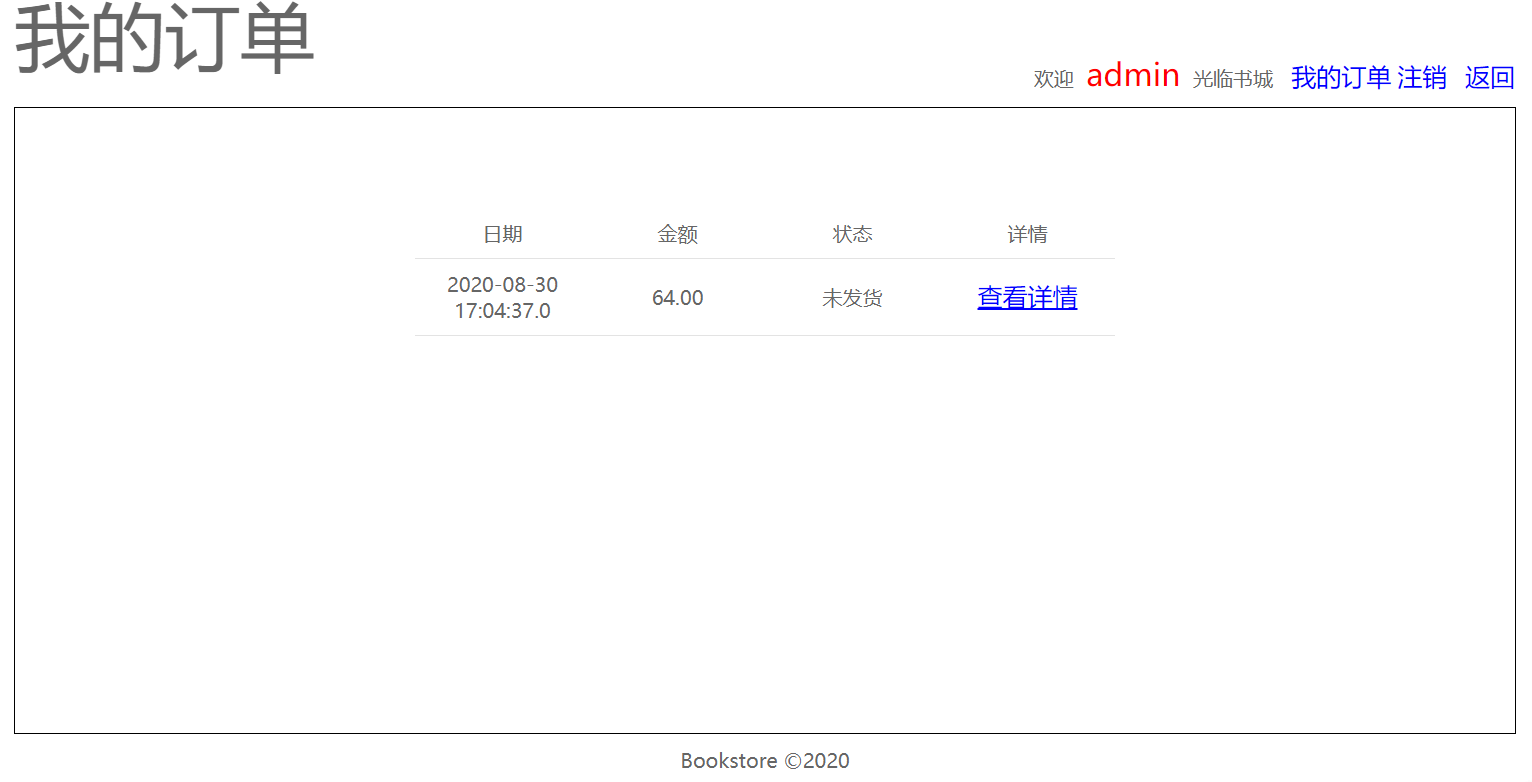 我的订单
欢迎 admin 光临书城 我的订单 注销 返回
日期 金额 状态 详情
2020-08-30
17:04:37.0 64.00 未发货 查看详情
Bookstore ©2020